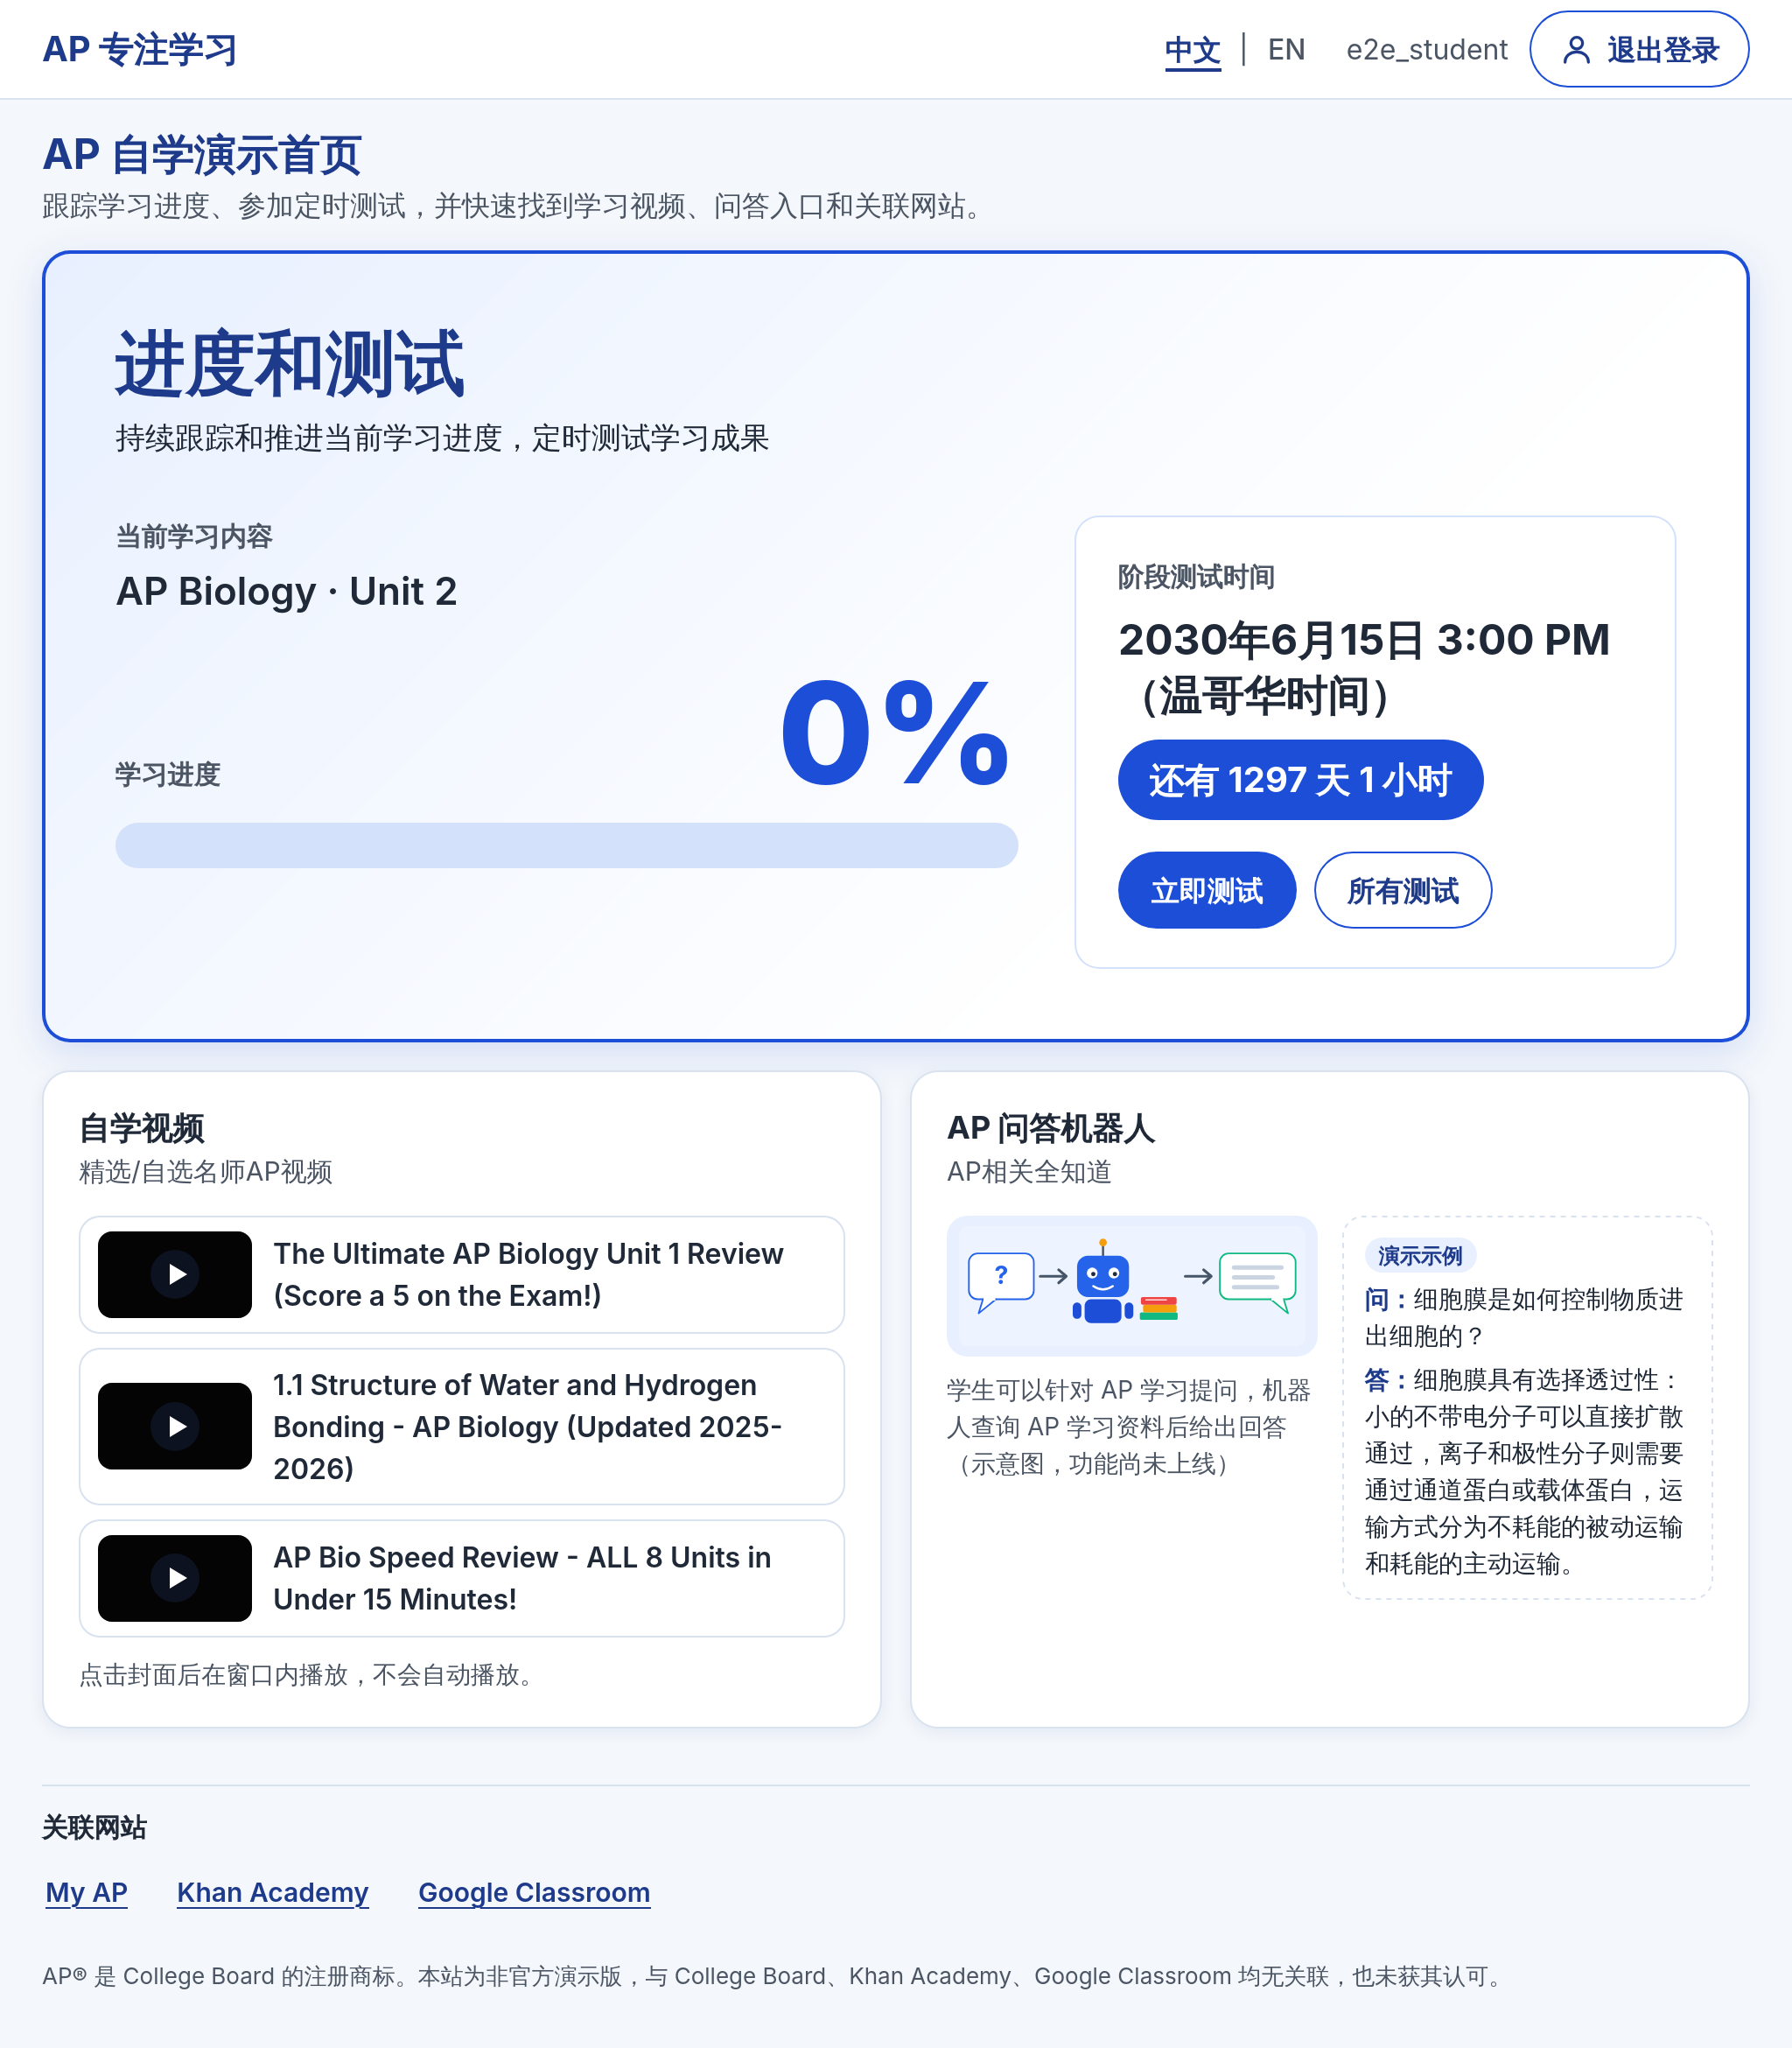 AP 专注学习
中文 | EN e2e_student 退出登录
AP 自学演示首页
跟踪学习进度、参加定时测试，并快速找到学习视频、问答入口和关联网站。
进度和测试
持续跟踪和推进当前学习进度，定时测试学习成果
当前学习内容
AP Biology · Unit 2
学习进度
0%
阶段测试时间
2030年6月15日 3:00 PM
（温哥华时间）
还有 1297 天 1 小时
立即测试
所有测试
自学视频
精选/自选名师AP视频
The Ultimate AP Biology Unit 1 Review
(Score a 5 on the Exam!)
1.1 Structure of Water and Hydrogen
Bonding - AP Biology (Updated 2025-
2026)
AP Bio Speed Review - ALL 8 Units in
Under 15 Minutes!
点击封面后在窗口内播放，不会自动播放。
AP 问答机器人
AP相关全知道
?
学生可以针对 AP 学习提问，机器
人查询 AP 学习资料后给出回答
（示意图，功能尚未上线）
演示示例
问：细胞膜是如何控制物质进
出细胞的？
答：细胞膜具有选择透过性：
小的不带电分子可以直接扩散
通过，离子和极性分子则需要
通过通道蛋白或载体蛋白，运
输方式分为不耗能的被动运输
和耗能的主动运输。
关联网站
My AP
Khan Academy
Google Classroom
AP® 是 College Board 的注册商标。本站为非官方演示版，与 College Board、Khan Academy、Google Classroom 均无关联，也未获其认可。